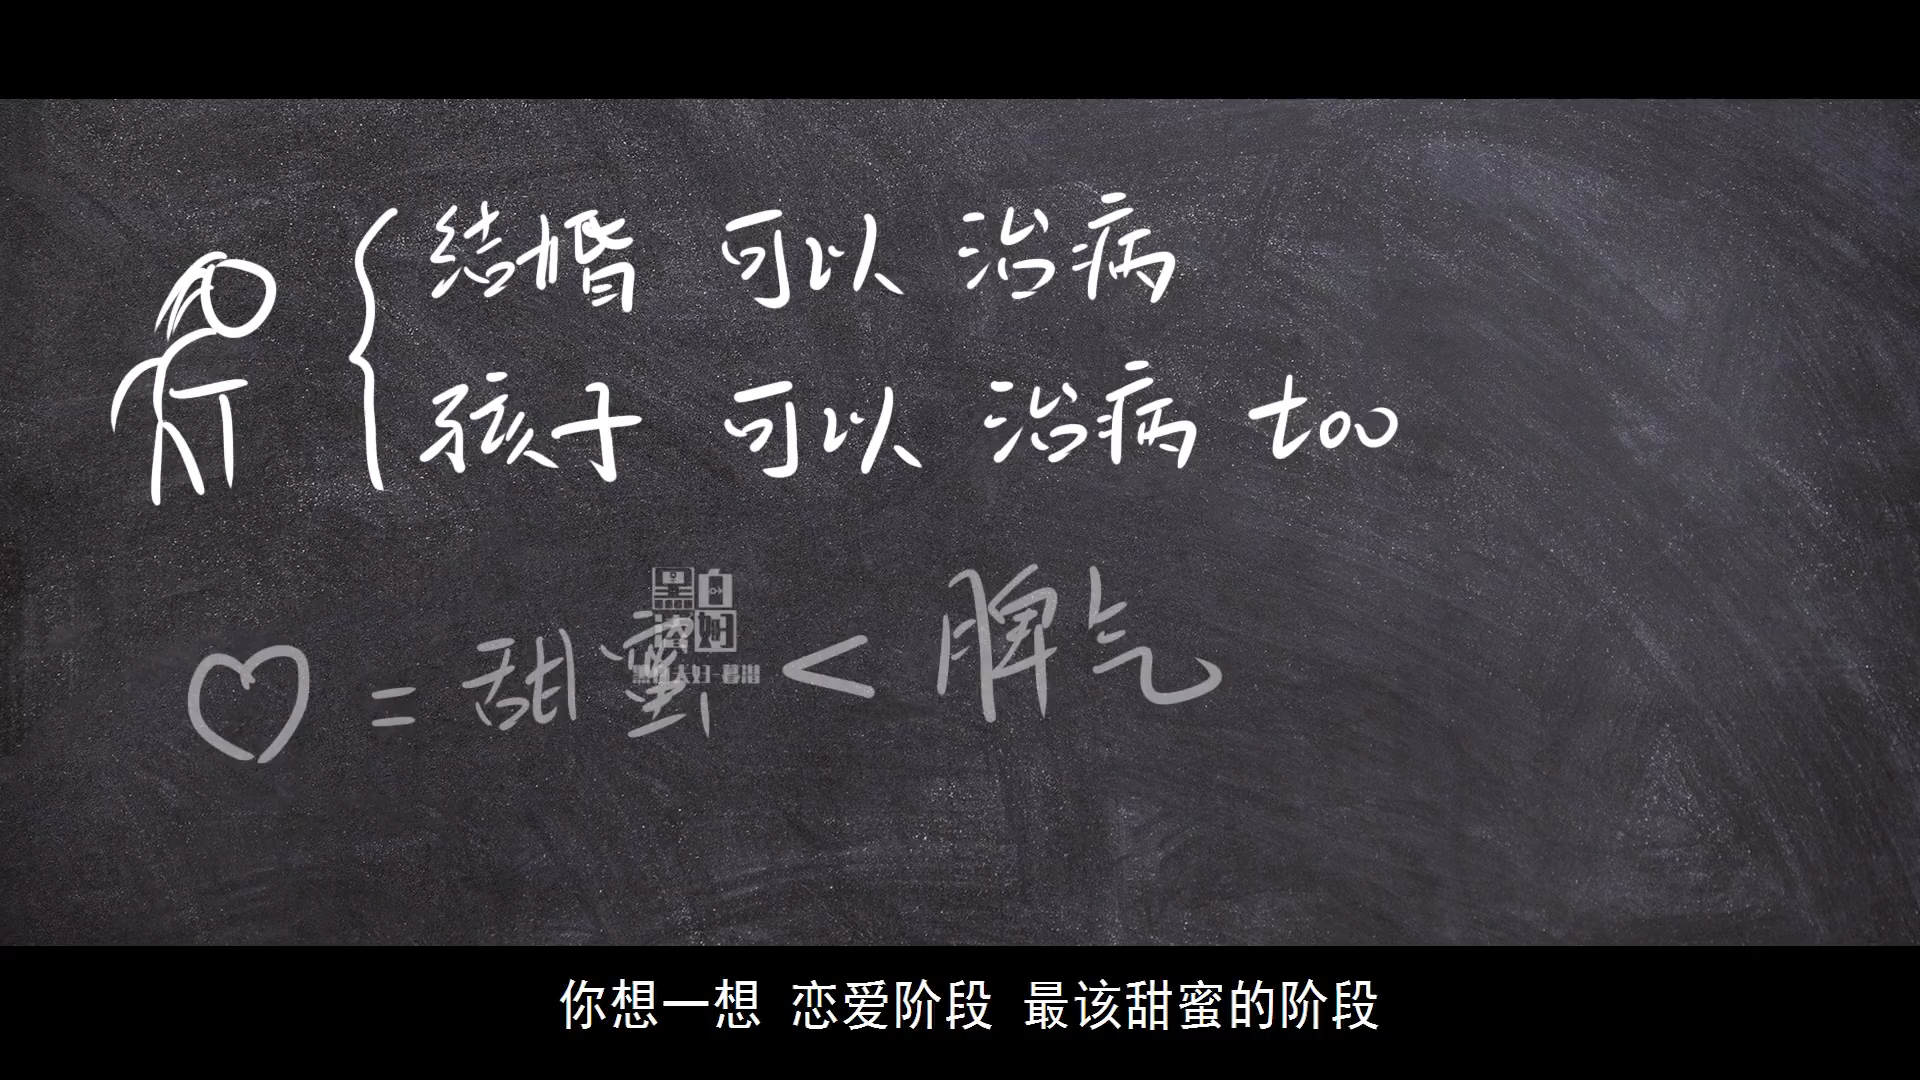 结婚 可以 治病
孩子 可以 治病 too
♡ = 甜蜜 < 脾气
你想一想 恋爱阶段 最该甜蜜的阶段